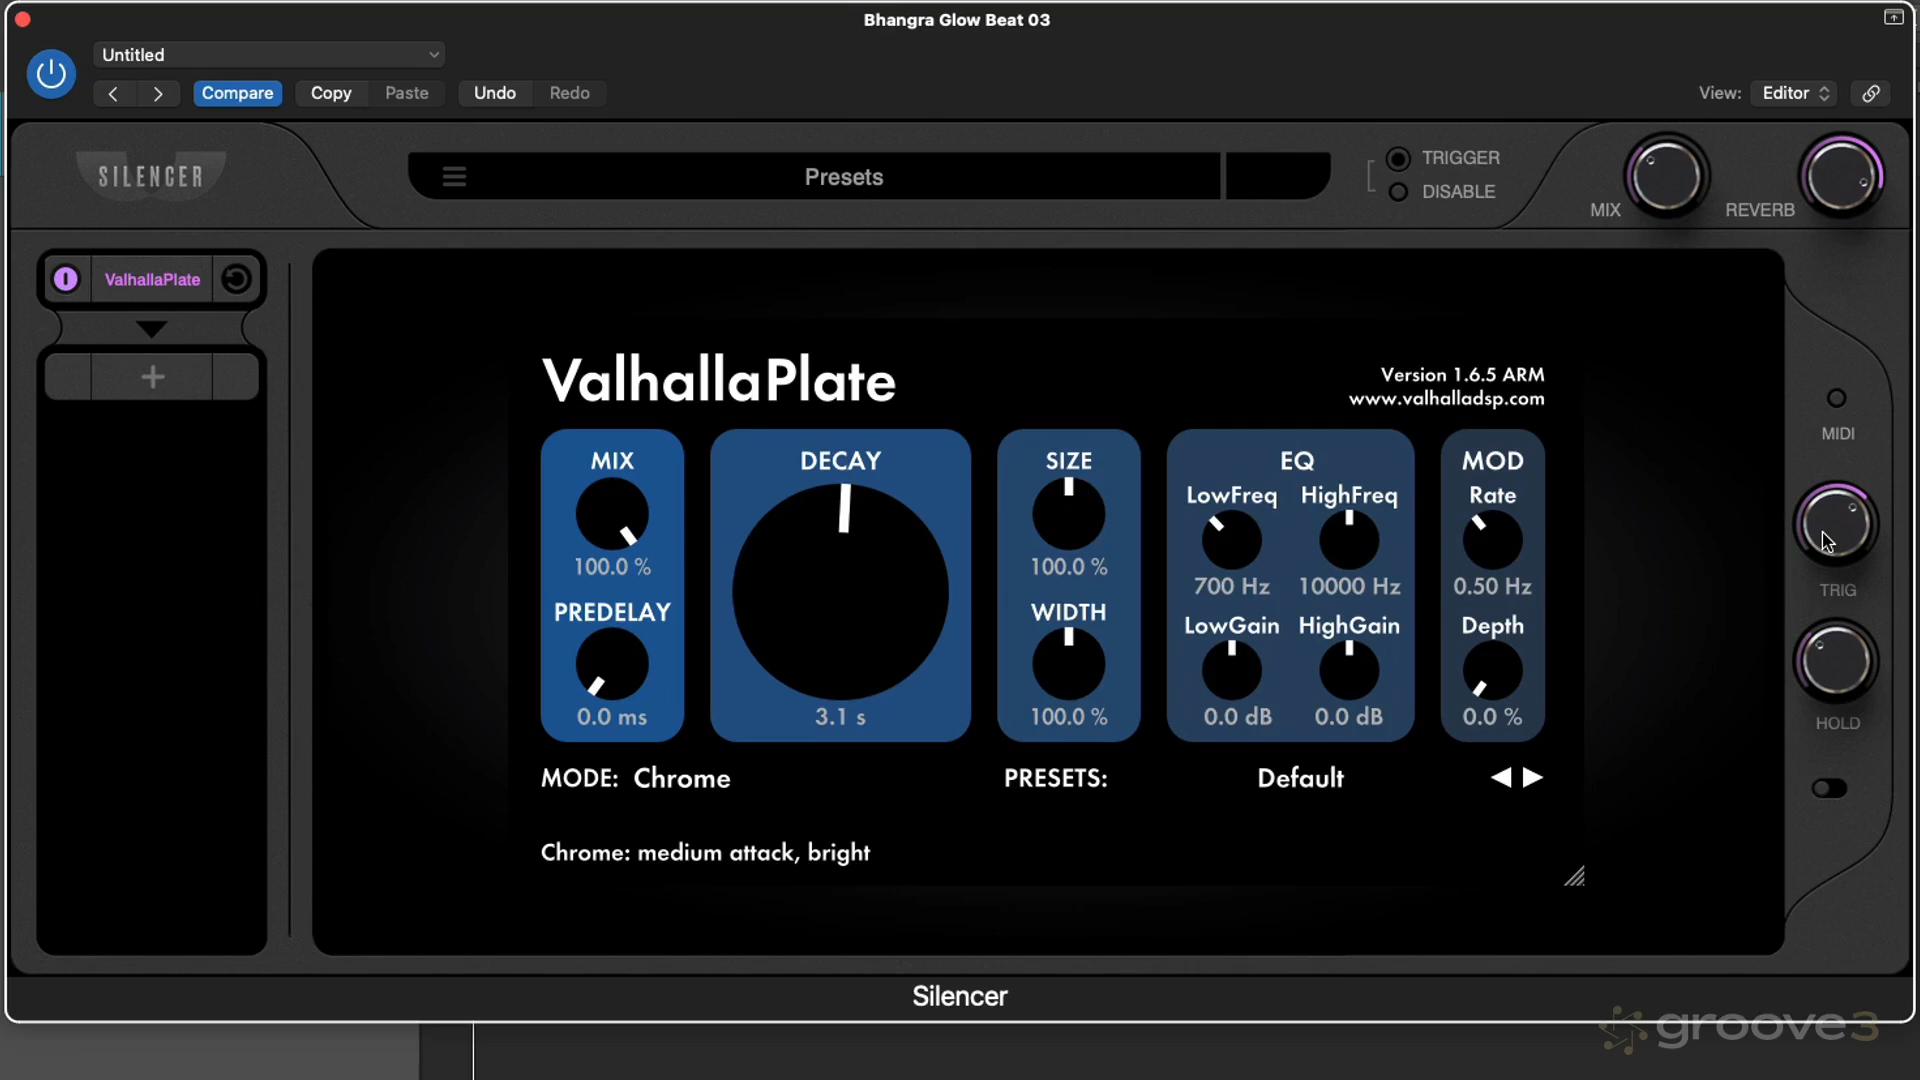 Bhangra Glow Beat 03
Untitled
Compare
Copy
Paste
Undo
Redo
View:
Editor
SILENCER
Presets
TRIGGER
DISABLE
MIX
REVERB
ValhallaPlate
ValhallaPlate
Version 1.6.5 ARM
www.valhalladsp.com
MIX
100.0 %
PREDELAY
0.0 ms
DECAY
3.1 s
SIZE
100.0 %
WIDTH
100.0 %
EQ
LowFreq HighFreq
700 Hz 10000 Hz
LowGain HighGain
0.0 dB 0.0 dB
MOD
Rate
0.50 Hz
Depth
0.0 %
MODE: Chrome
PRESETS: Default
Chrome: medium attack, bright
MIDI
TRIG
HOLD
Silencer
groove3